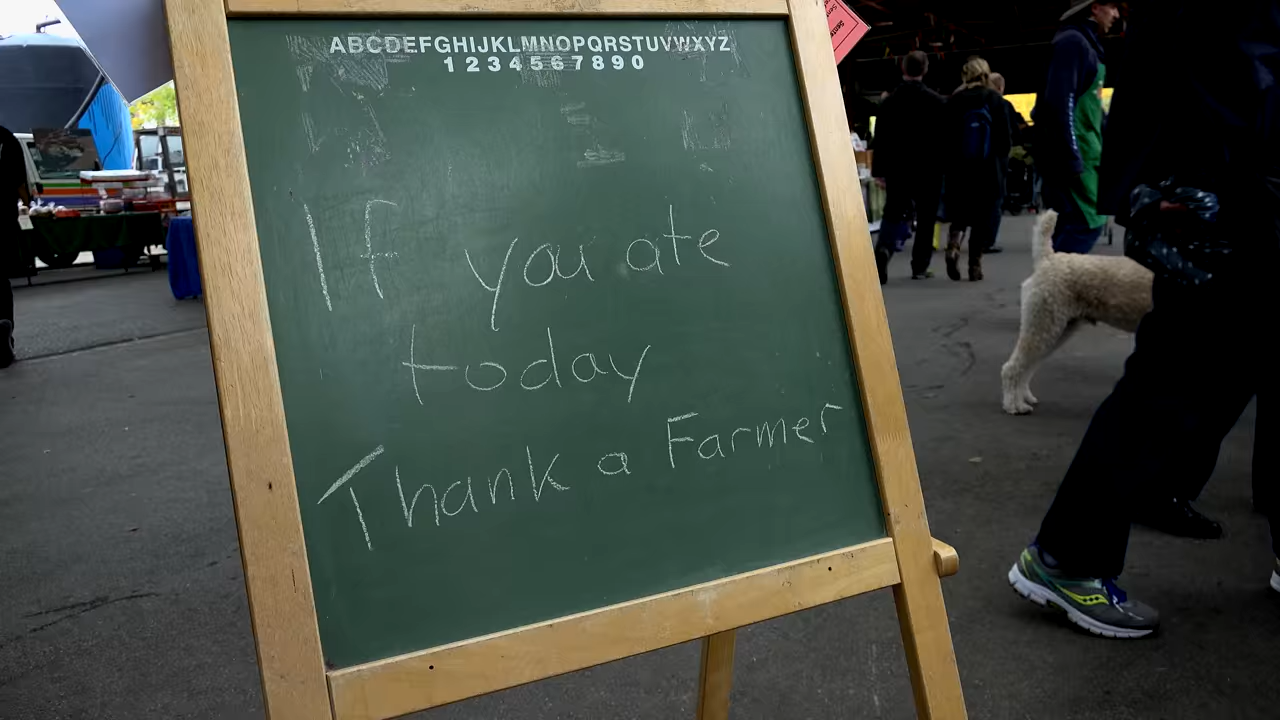 ABCDEFGHIJKLMNOPQRSTUVWXYZ
1234567890
If you ate
today
Thank a Farmer